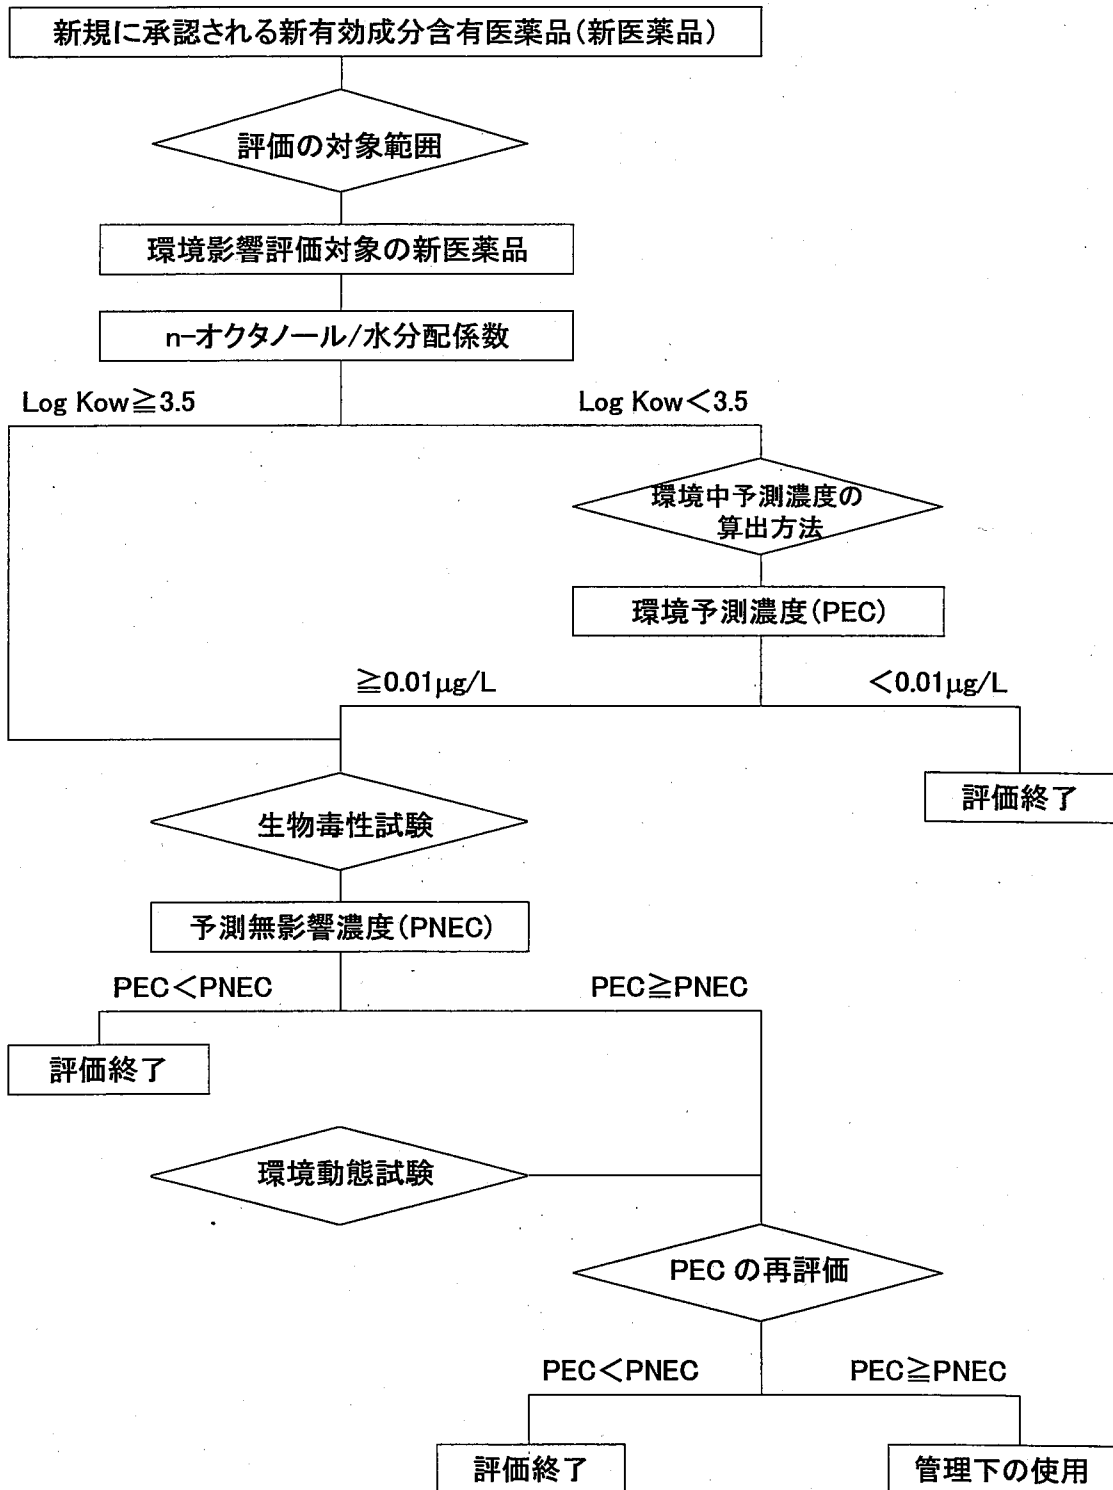 新規に承認される新有効成分含有医薬品(新医薬品)
評価の対象範囲
環境影響評価対象の新医薬品
n-オクタノール/水分配係数
Log Kow≧3.5
Log Kow<3.5
環境中予測濃度の
算出方法
環境予測濃度(PEC)
≧0.01μg/L
<0.01μg/L
評価終了
生物毒性試験
予測無影響濃度(PNEC)
PEC<PNEC
PEC≧PNEC
評価終了
環境動態試験
PEC の再評価
PEC<PNEC
PEC≧PNEC
評価終了
管理下の使用